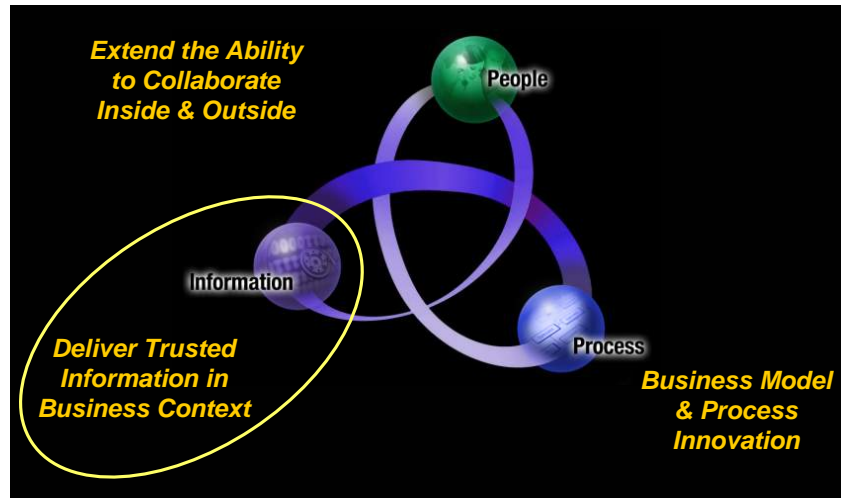 Extend the Ability
to Collaborate
Inside & Outside
People
Information
Process
Deliver Trusted
Information in
Business Context
Business Model
& Process
Innovation